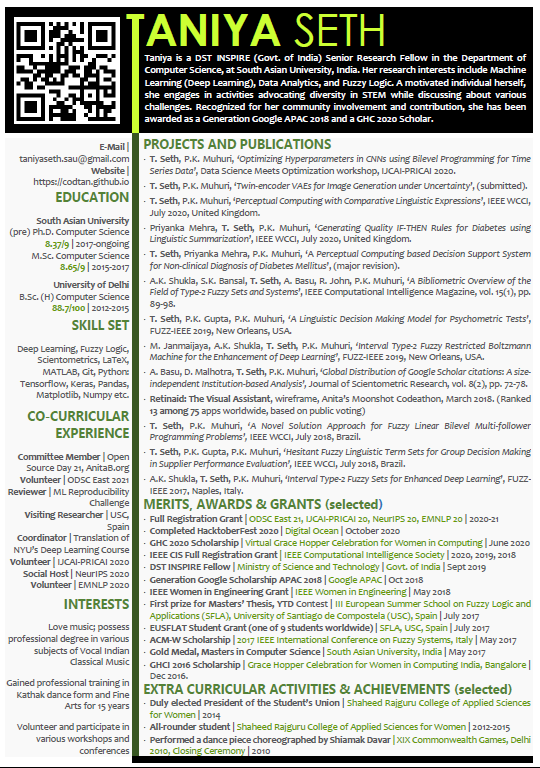 TANIYA SETH
Taniya is a DST INSPIRE (Govt. of India) Senior Research Fellow in the Department of
Computer Science, at South Asian University, India. Her research interests include Machine
Learning (Deep Learning), Data Analytics, and Fuzzy Logic. A motivated individual herself,
she engages in activities advocating diversity in STEM while discussing about various
challenges. Recognized for her community involvement and contribution, she has been
awarded as a Generation Google APAC 2018 and a GHC 2020 Scholar.
E-Mail |
taniyaseth.sau@gmail.com
Website |
https://codtan.github.io
EDUCATION
South Asian University
(pre) Ph.D. Computer Science
8.37/9 | 2017-ongoing
M.Sc. Computer Science
8.65/9 | 2015-2017
University of Delhi
B.Sc. (H) Computer Science
88.7/100 | 2012-2015
SKILL SET
Deep Learning, Fuzzy Logic,
Scientometrics, LaTeX,
MATLAB, Git, Python:
Tensorflow, Keras, Pandas,
Matplotlib, Numpy etc.
CO-CURRICULAR
EXPERIENCE
Committee Member | Open
Source Day 21, AnitaB.org
Volunteer | ODSC East 2021
Reviewer | ML Reproducibility
Challenge
Visiting Researcher | USC,
Spain
Coordinator | Translation of
NYU's Deep Learning Course
Volunteer | IJCAI-PRICAI 2020
Social Host | NeurIPS 2020
Volunteer | EMNLP 2020
INTERESTS
Love music; possess
professional degree in various
subjects of Vocal Indian
Classical Music
Gained professional training in
Kathak dance form and Fine
Arts for 15 years
Volunteer and participate in
various workshops and
conferences
PROJECTS AND PUBLICATIONS
· T. Seth, P.K. Muhuri, 'Optimizing Hyperparameters in CNNs using Bilevel Programming for Time
Series Data', Data Science Meets Optimization workshop, IJCAI-PRICAI 2020.
· T. Seth, P.K. Muhuri, 'Twin-encoder VAEs for Image Generation under Uncertainty', (submitted).
· T. Seth, P.K. Muhuri, 'Perceptual Computing with Comparative Linguistic Expressions', IEEE WCCI,
July 2020, United Kingdom.
· Priyanka Mehra, T. Seth, P.K. Muhuri, 'Generating Quality IF-THEN Rules for Diabetes using
Linguistic Summarization', IEEE WCCI, July 2020, United Kingdom.
· T. Seth, Priyanka Mehra, P.K. Muhuri, 'A Perceptual Computing based Decision Support System
for Non-clinical Diagnosis of Diabetes Mellitus', (major revision).
· A.K. Shukla, S.K. Bansal, T. Seth, A. Basu, R. John, P.K. Muhuri, 'A Bibliometric Overview of the
Field of Type-2 Fuzzy Sets and Systems', IEEE Computational Intelligence Magazine, vol. 15(1), pp.
89-98.
· T. Seth, P.K. Gupta, P.K. Muhuri, 'A Linguistic Decision Making Model for Psychometric Tests',
FUZZ-IEEE 2019, New Orleans, USA.
· M. Janmaijaya, A.K. Shukla, T. Seth, P.K. Muhuri, 'Interval Type-2 Fuzzy Restricted Boltzmann
Machine for the Enhancement of Deep Learning', FUZZ-IEEE 2019, New Orleans, USA.
· A. Basu, D. Malhotra, T. Seth, P.K. Muhuri, 'Global Distribution of Google Scholar citations: A size-
independent Institution-based Analysis', Journal of Scientometric Research, vol. 8(2), pp. 72-78.
· Retinaid: The Visual Assistant, wireframe, Anita's Moonshot Codeathon, March 2018. (Ranked
13 among 75 apps worldwide, based on public voting)
· T. Seth, P.K. Muhuri, 'A Novel Solution Approach for Fuzzy Linear Bilevel Multi-follower
Programming Problems', IEEE WCCI, July 2018, Brazil.
· T. Seth, P.K. Gupta, P.K. Muhuri, 'Hesitant Fuzzy Linguistic Term Sets for Group Decision Making
in Supplier Performance Evaluation', IEEE WCCI, July 2018, Brazil.
· A.K. Shukla, T. Seth, P.K. Muhuri, 'Interval Type-2 Fuzzy Sets for Enhanced Deep Learning', FUZZ-
IEEE 2017, Naples, Italy.
MERITS, AWARDS & GRANTS (selected)
· Full Registration Grant | ODSC East 21, IJCAI-PRICAI 20, NeurIPS 20, EMNLP 20 | 2020-21
· Completed HacktoberFest 2020 | Digital Ocean | October 2020
· GHC 2020 Scholarship | Virtual Grace Hopper Celebration for Women in Computing | June 2020
· IEEE CIS Full Registration Grant | IEEE Computational Intelligence Society | 2020, 2019, 2018
· DST INSPIRE Fellow | Ministry of Science and Technology | Govt. of India | Sept 2019
· Generation Google Scholarship APAC 2018 | Google APAC | Oct 2018
· IEEE Women in Engineering Grant | IEEE Women in Engineering | May 2018
· First prize for Masters' Thesis, YTD Contest | III European Summer School on Fuzzy Logic and
Applications (SFLA), University of Santiago de Compostela (USC), Spain | July 2017
· EUSFLAT Student Grant (one of 9 students worldwide) | SFLA, USC, Spain | July 2017
· ACM-W Scholarship | 2017 IEEE International Conference on Fuzzy Systems, Italy | May 2017
· Gold Medal, Masters in Computer Science | South Asian University, India | May 2017
· GHCI 2016 Scholarship | Grace Hopper Celebration for Women in Computing India, Bangalore |
Dec 2016.
EXTRA CURRICULAR ACTIVITIES & ACHIEVEMENTS (selected)
· Duly elected President of the Student's Union | Shaheed Rajguru College of Applied Sciences
for Women | 2014
· All-rounder student | Shaheed Rajguru College of Applied Sciences for Women | 2012-2015
· Performed a dance piece choreographed by Shiamak Davar | XIX Commonwealth Games, Delhi
2010, Closing Ceremony | 2010